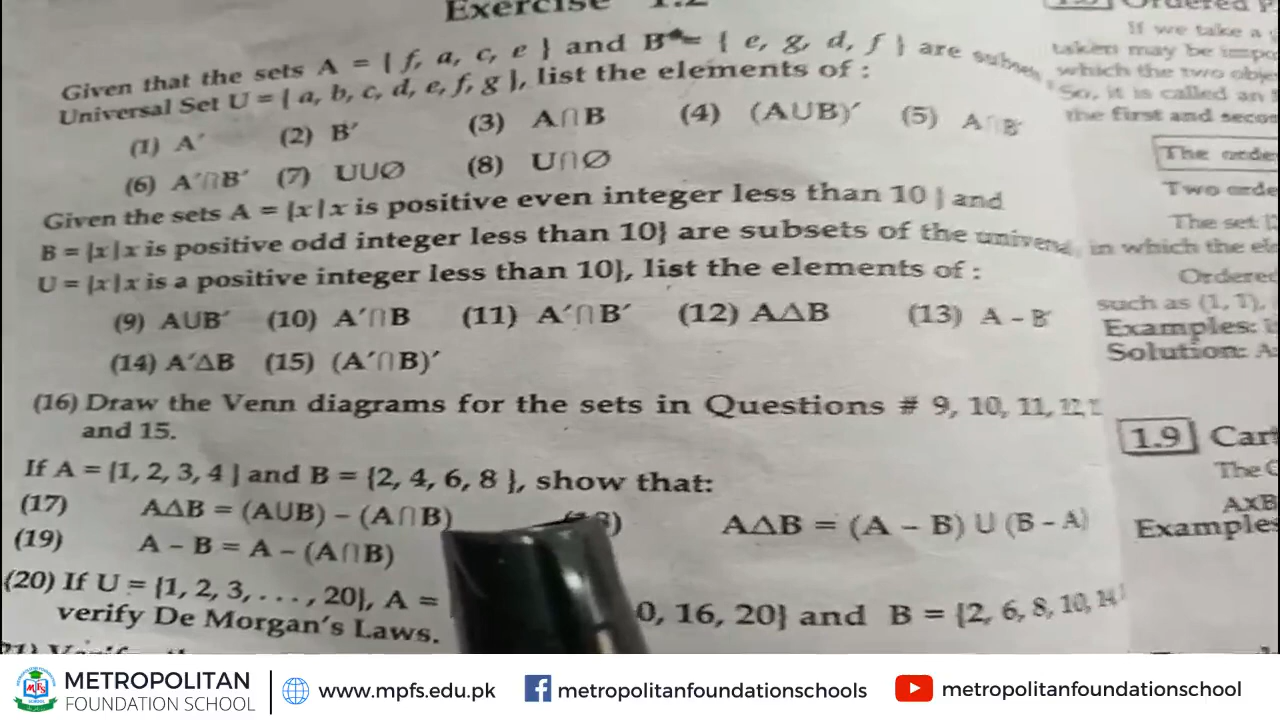 Exercise 1.2
Given that the sets A = { f, a, c, e } and B = { e, g, d, f } are subsets
Universal Set U = { a, b, c, d, e, f, g }, list the elements of :
(1) A′ (2) B′ (3) A∩B (4) (A∪B)′ (5) A∩B′
(6) A′∩B′ (7) U∪∅ (8) U∩∅
Given the sets A = {x|x is positive even integer less than 10 } and
B = {x|x is positive odd integer less than 10} are subsets of the
U = {x|x is a positive integer less than 10}, list the elements of :
(9) A∪B′ (10) A′∩B (11) A′∩B′ (12) A△B (13) A – B′
(14) A′△B (15) (A′∩B)′
(16) Draw the Venn diagrams for the sets in Questions # 9, 10, 11, 12
and 15.
If A = {1, 2, 3, 4 } and B = {2, 4, 6, 8 }, show that:
(17) A△B = (A∪B) – (A∩B) A△B = (A – B) ∪ (B – A)
(19) A – B = A – (A∩B)
(20) If U = {1, 2, 3, . . . , 20}, A = 0, 16, 20} and B = {2, 6, 8, 10,
verify De Morgan's Laws.
If we take a
taken may be
which the two
So, it is called an
the first and
The
Two
The set
in which the
Ordered
such as (1, 1),
Examples:
Solution:
1.9
The
AxB
METROPOLITAN
FOUNDATION SCHOOL
www.mpfs.edu.pk
metropolitanfoundationschools
metropolitanfoundationschool